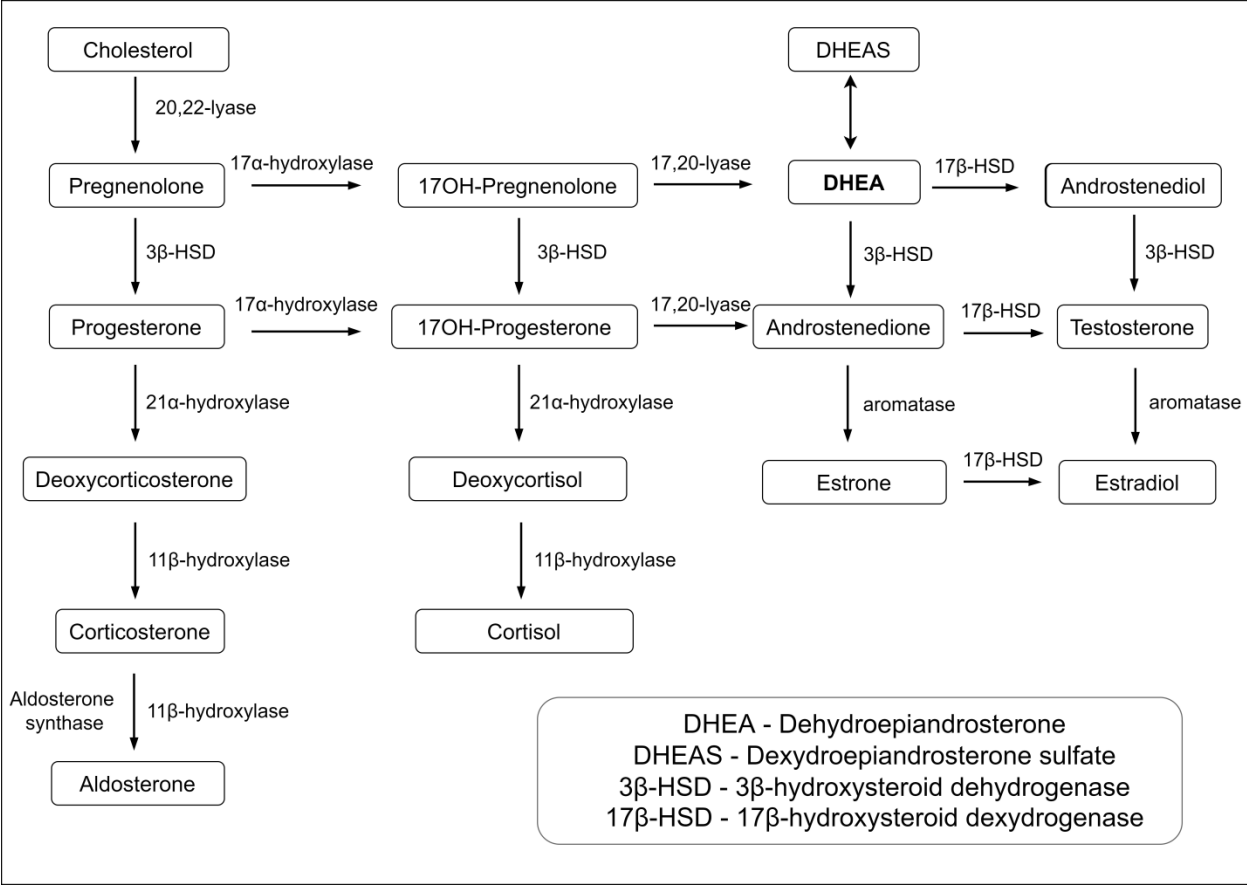 Cholesterol
DHEAS
20,22-lyase
Pregnenolone
17α-hydroxylase
17OH-Pregnenolone
17,20-lyase
DHEA
17β-HSD
Androstenediol
3β-HSD
3β-HSD
3β-HSD
3β-HSD
Progesterone
17α-hydroxylase
17OH-Progesterone
17,20-lyase
Androstenedione
17β-HSD
Testosterone
21α-hydroxylase
21α-hydroxylase
aromatase
aromatase
Deoxycorticosterone
Deoxycortisol
Estrone
17β-HSD
Estradiol
11β-hydroxylase
11β-hydroxylase
Corticosterone
Cortisol
Aldosterone
synthase
11β-hydroxylase
Aldosterone
DHEA - Dehydroepiandrosterone
DHEAS - Dexydroepiandrosterone sulfate
3β-HSD - 3β-hydroxysteroid dehydrogenase
17β-HSD - 17β-hydroxysteroid dexydrogenase